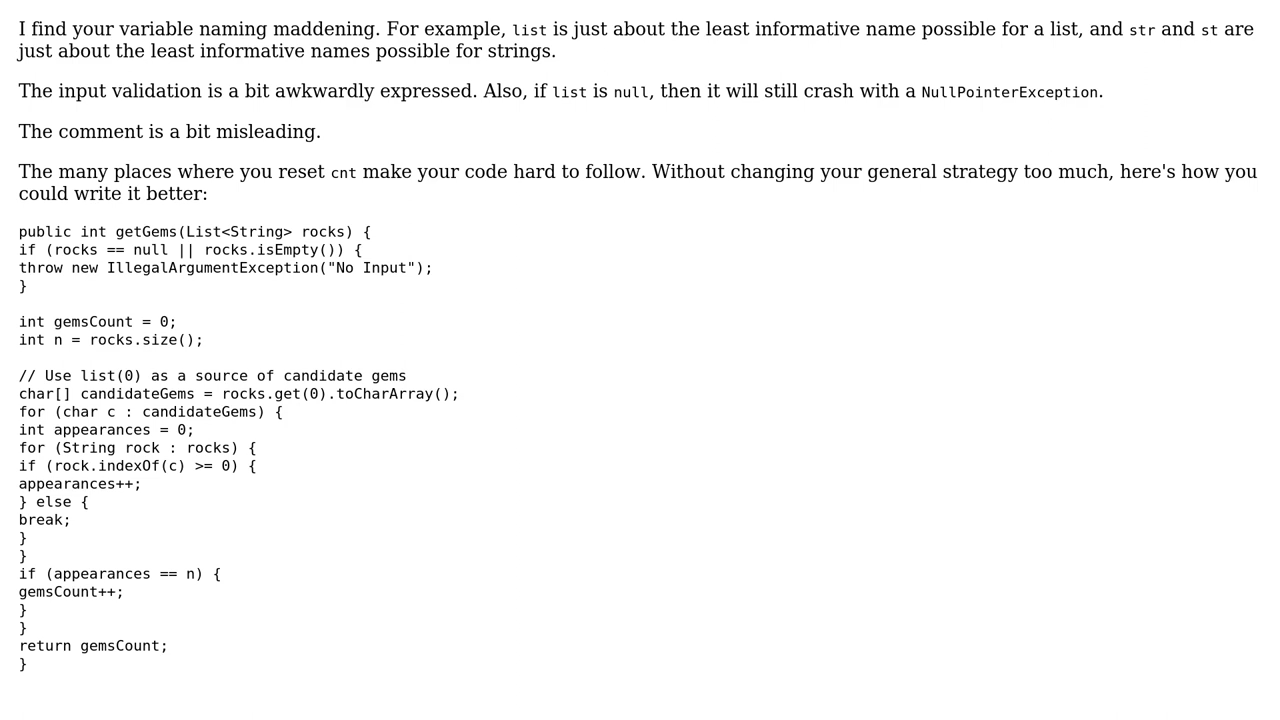 I find your variable naming maddening. For example, list is just about the least informative name possible for a list, and str and st are
just about the least informative names possible for strings.
The input validation is a bit awkwardly expressed. Also, if list is null, then it will still crash with a NullPointerException.
The comment is a bit misleading.
The many places where you reset cnt make your code hard to follow. Without changing your general strategy too much, here's how you
could write it better:
public int getGems(List<String> rocks) {
if (rocks == null || rocks.isEmpty()) {
throw new IllegalArgumentException("No Input");
}
int gemsCount = 0;
int n = rocks.size();
// Use list(0) as a source of candidate gems
char[] candidateGems = rocks.get(0).toCharArray();
for (char c : candidateGems) {
int appearances = 0;
for (String rock : rocks) {
if (rock.indexOf(c) >= 0) {
appearances++;
} else {
break;
}
}
if (appearances == n) {
gemsCount++;
}
}
return gemsCount;
}